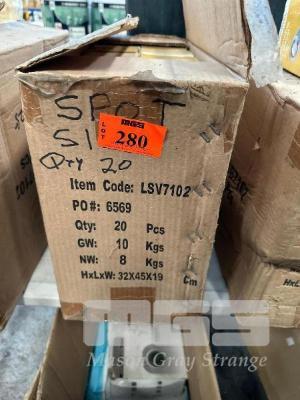 SPOT
SI
MGS
LOT 280
Qty 20
Item Code: LSV7102
PO#: 6569
Qty: 20 Pcs
GW: 10 Kgs
NW: 8 Kgs
HxLxW: 32X45X19 Cm
MGS
Mason Gray Strange